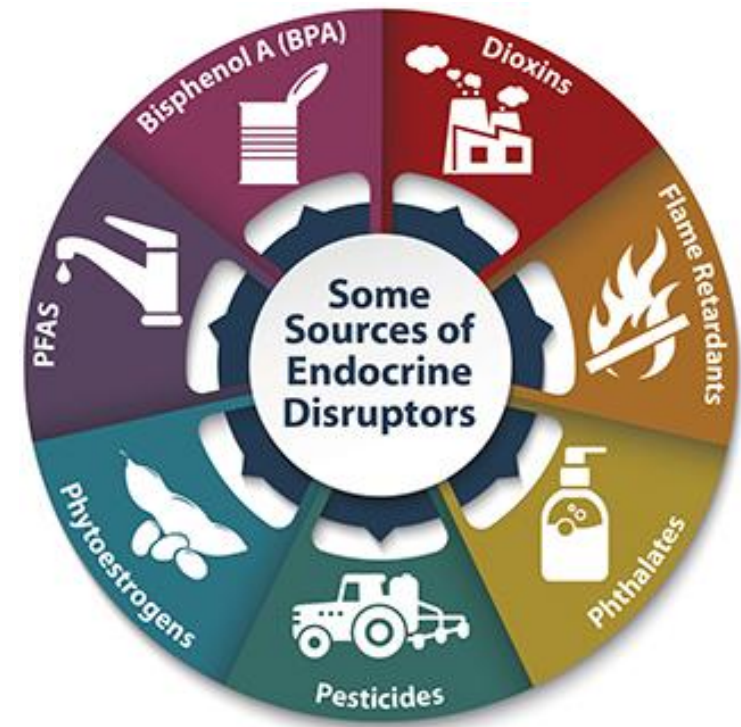 Some
Sources of
Endocrine
Disruptors
Bisphenol A (BPA)
Dioxins
Flame Retardants
Phthalates
Pesticides
Phytoestrogens
PFAS